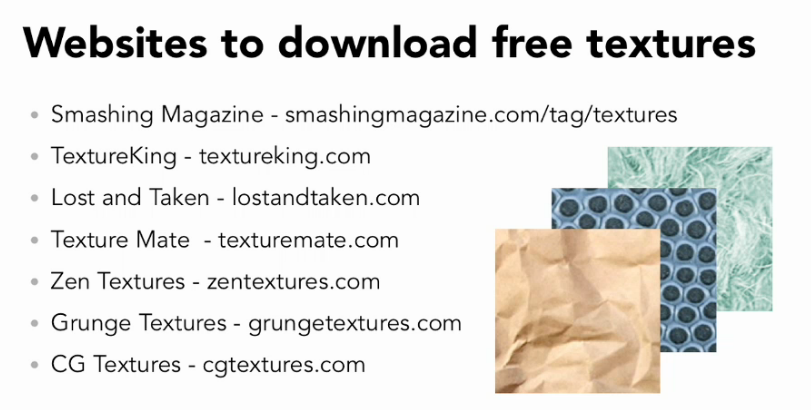 Websites to download free textures
• Smashing Magazine - smashingmagazine.com/tag/textures
• TextureKing - textureking.com
• Lost and Taken - lostandtaken.com
• Texture Mate  - texturemate.com
• Zen Textures - zentextures.com
• Grunge Textures - grungetextures.com
• CG Textures - cgtextures.com